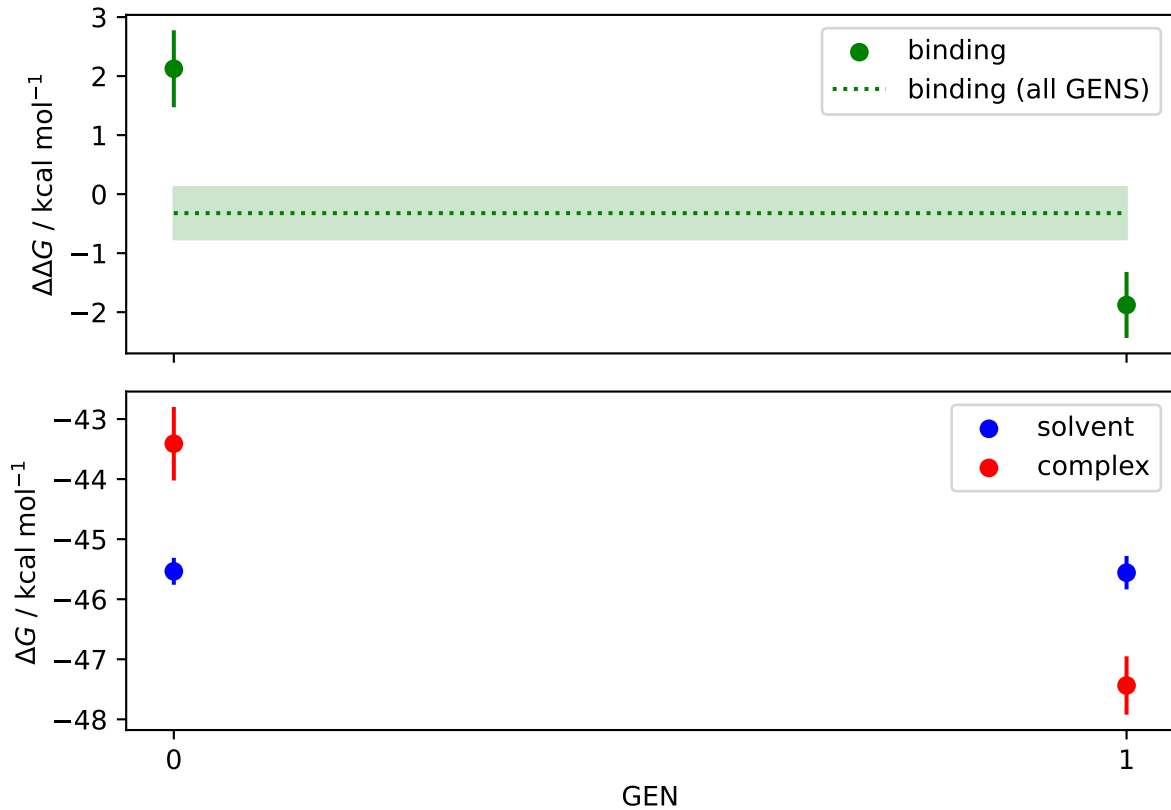 3
2
1
0
−1
−2
ΔΔG / kcal mol⁻¹
binding
binding (all GENS)
−43
−44
−45
−46
−47
−48
ΔG / kcal mol⁻¹
solvent
complex
0
1
GEN